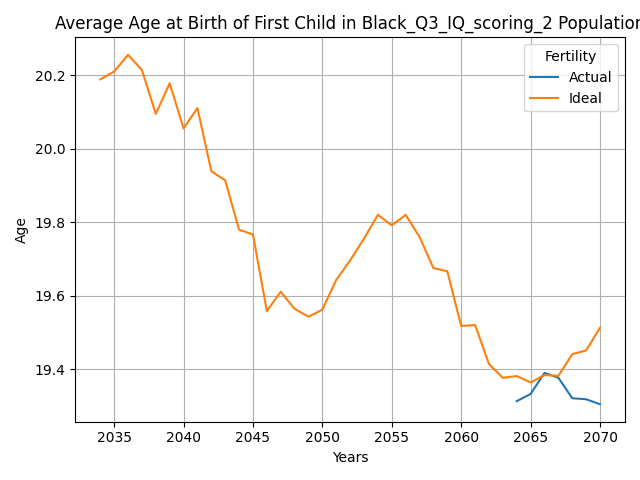 Average Age at Birth of First Child in Black_Q3_IQ_scoring_2 Population
Fertility
Actual
Ideal
Age
20.2
20.0
19.8
19.6
19.4
2035 2040 2045 2050 2055 2060 2065 2070
Years